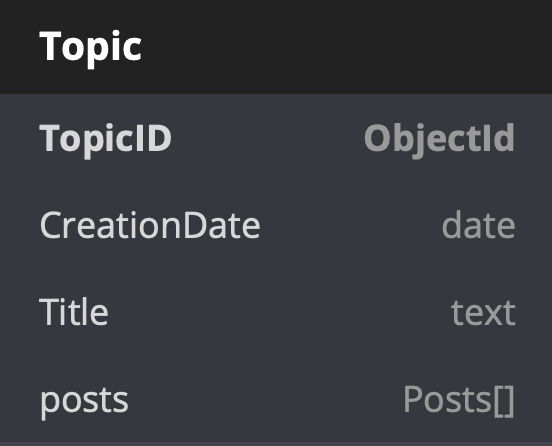 Topic
TopicID ObjectId
CreationDate date
Title text
posts Posts[]